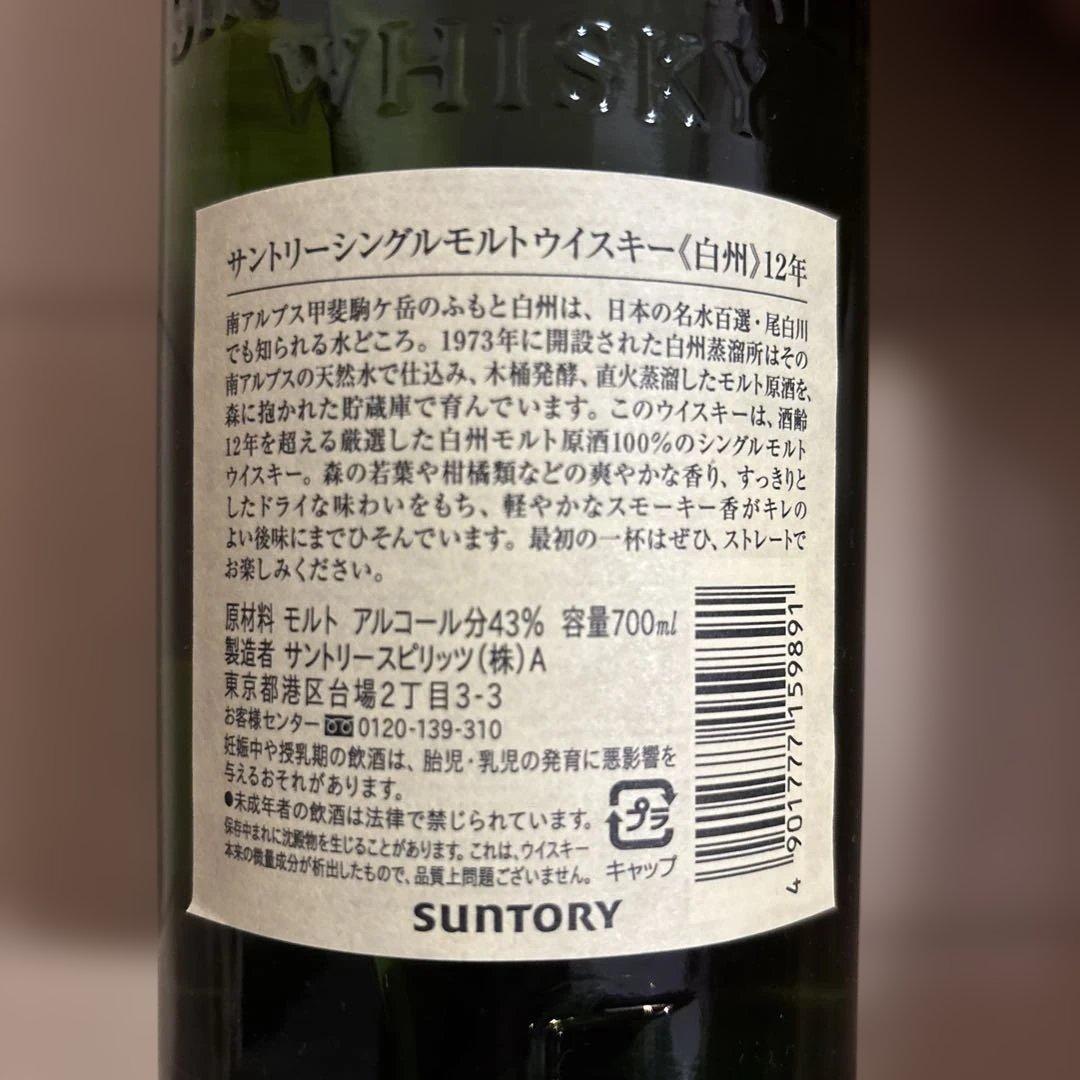 WHISKY
サントリーシングルモルトウイスキー《白州》12年
南アルプス甲斐駒ケ岳のふもと白州は、日本の名水百選・尾白川
でも知られる水どころ。1973年に開設された白州蒸溜所はその
南アルプスの天然水で仕込み、木桶発酵、直火蒸溜したモルト原酒を、
森に抱かれた貯蔵庫で育んでいます。このウイスキーは、酒齢
12年を超える厳選した白州モルト原酒100%のシングルモルト
ウイスキー。森の若葉や柑橘類などの爽やかな香り、すっきりと
したドライな味わいをもち、軽やかなスモーキー香がキレの
よい後味にまでひそんでいます。最初の一杯はぜひ、ストレートで
お楽しみください。
原材料 モルト アルコール分43% 容量700ml
製造者 サントリースピリッツ(株)A
東京都港区台場2丁目3-3
お客様センター 0120-139-310
妊娠中や授乳期の飲酒は、胎児・乳児の発育に悪影響を
与えるおそれがあります。
●未成年者の飲酒は法律で禁じられています。
保存中まれに沈殿物を生じることがあります。これは、ウイスキー
本来の微量成分が析出したもので、品質上問題ございません。
プラ
キャップ
4 901777 159891
SUNTORY